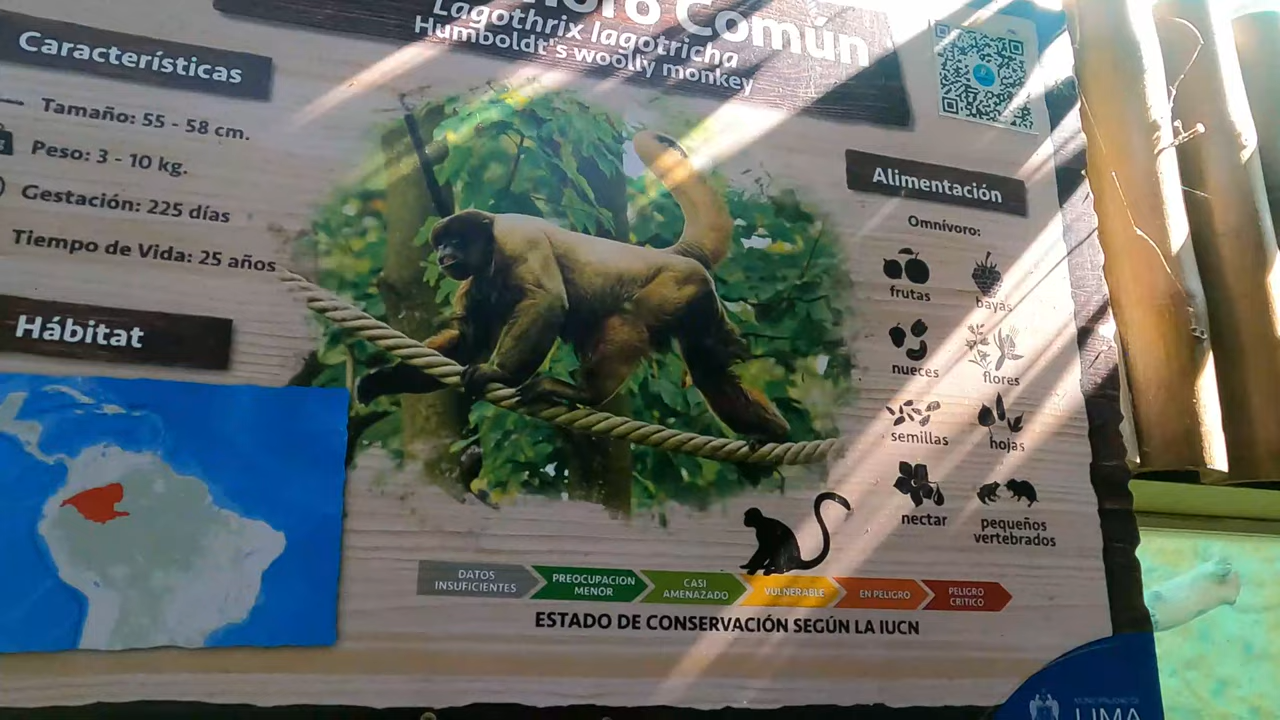 Común
Lagothrix lagotricha
Humboldt's woolly monkey
Características
Tamaño: 55 - 58 cm.
Peso: 3 - 10 kg.
Gestación: 225 días
Tiempo de Vida: 25 años
Hábitat
Alimentación
Omnívoro:
frutas
bayas
nueces
flores
semillas
hojas
nectar
pequeños
vertebrados
DATOS
INSUFICIENTES
PREOCUPACION
MENOR
CASI
AMENAZADO
VULNERABLE
EN PELIGRO
PELIGRO
CRITICO
ESTADO DE CONSERVACIÓN SEGÚN LA IUCN
LIMA